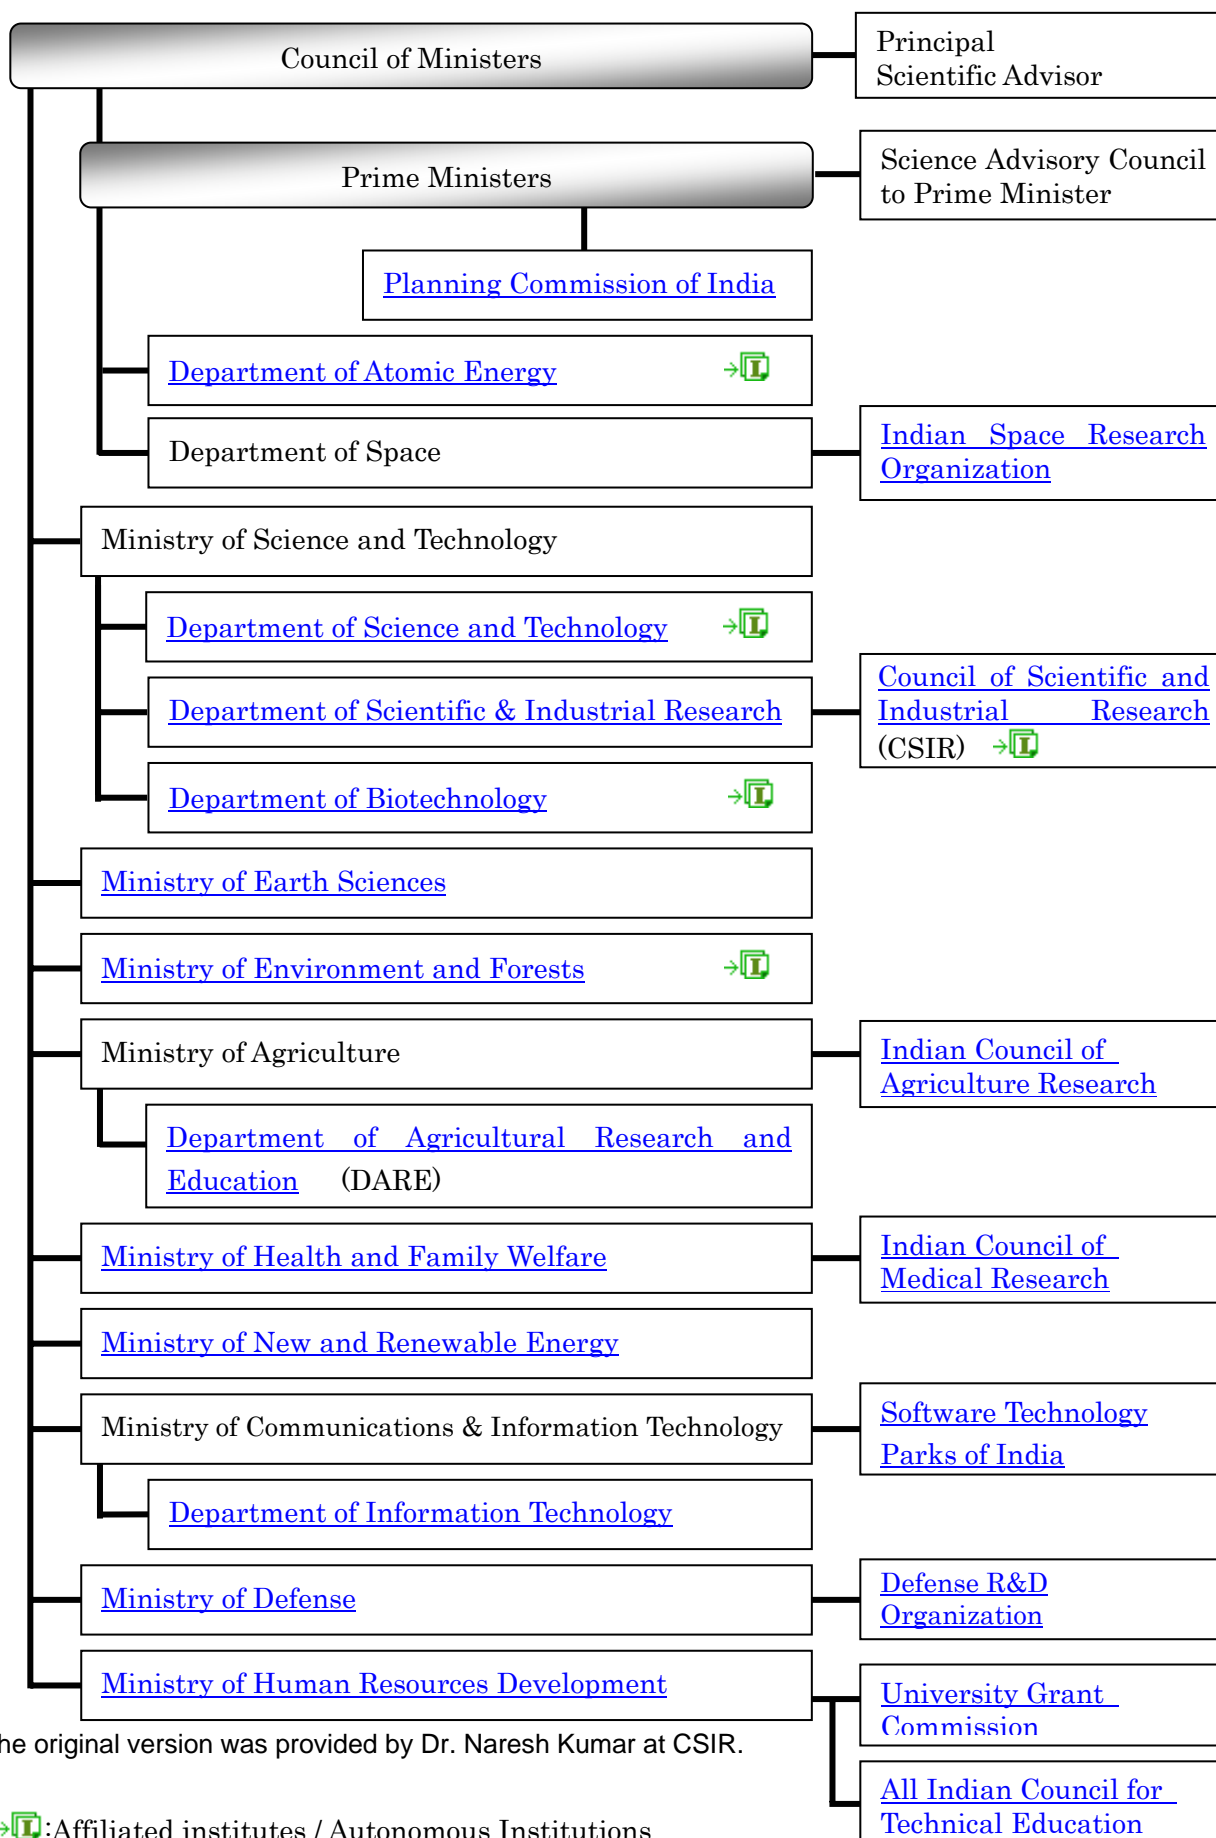 Council of Ministers
Principal
Scientific Advisor
Prime Ministers
Science Advisory Council
to Prime Minister
Planning Commission of India
Department of Atomic Energy →I
Department of Space
Indian Space Research
Organization
Ministry of Science and Technology
Department of Science and Technology →I
Department of Scientific & Industrial Research
Council of Scientific and
Industrial Research
(CSIR) →I
Department of Biotechnology →I
Ministry of Earth Sciences
Ministry of Environment and Forests →I
Ministry of Agriculture
Indian Council of
Agriculture Research
Department of Agricultural Research and
Education (DARE)
Ministry of Health and Family Welfare
Indian Council of
Medical Research
Ministry of New and Renewable Energy
Ministry of Communications & Information Technology
Software Technology
Parks of India
Department of Information Technology
Ministry of Defense
Defense R&D
Organization
Ministry of Human Resources Development
University Grant
Commission
he original version was provided by Dr. Naresh Kumar at CSIR.
All Indian Council for
Technical Education
→I:Affiliated institutes / Autonomous Institutions